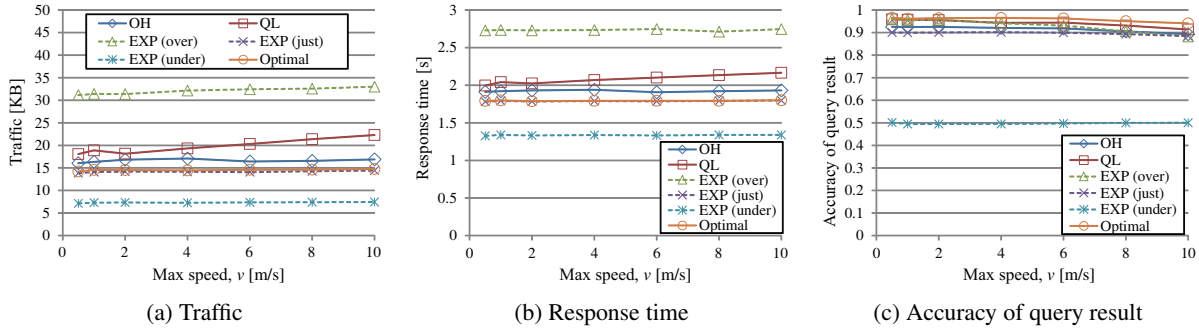 50
45
40
35
30
25
20
15
10
5
0
Traffic [KB]
OH
QL
EXP (over)
EXP (just)
EXP (under)
Optimal
0 2 4 6 8 10
Max speed, v [m/s]
(a) Traffic
3
2.5
2
1.5
1
0.5
0
Response time [s]
OH
QL
EXP (over)
EXP (just)
EXP (under)
Optimal
0 2 4 6 8 10
Max speed, v [m/s]
(b) Response time
1
0.9
0.8
0.7
0.6
0.5
0.4
0.3
0.2
0.1
0
Accuracy of query result
OH
QL
EXP (over)
EXP (just)
EXP (under)
Optimal
0 2 4 6 8 10
Max speed, v [m/s]
(c) Accuracy of query result